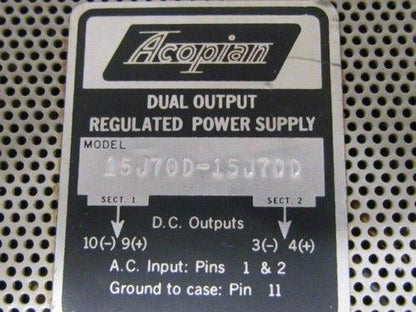 Acopian
DUAL OUTPUT
REGULATED POWER SUPPLY
MODEL
15J70D-15J70D
SECT. 1 SECT. 2
D.C. Outputs
10(-) 9(+) 3(-) 4(+)
A.C. Input: Pins 1 & 2
Ground to case: Pin 11